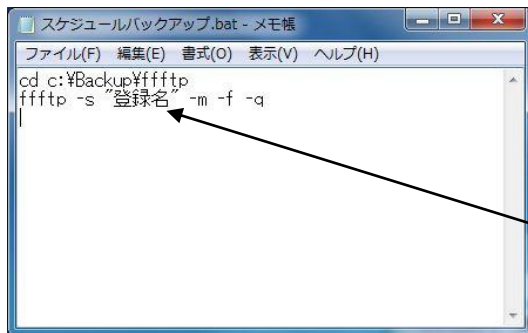 スケジュールバックアップ.bat - メモ帳
ファイル(F) 編集(E) 書式(O) 表示(V) ヘルプ(H)
cd c:¥Backup¥ffftp
ffftp -s "登録名" -m -f -q